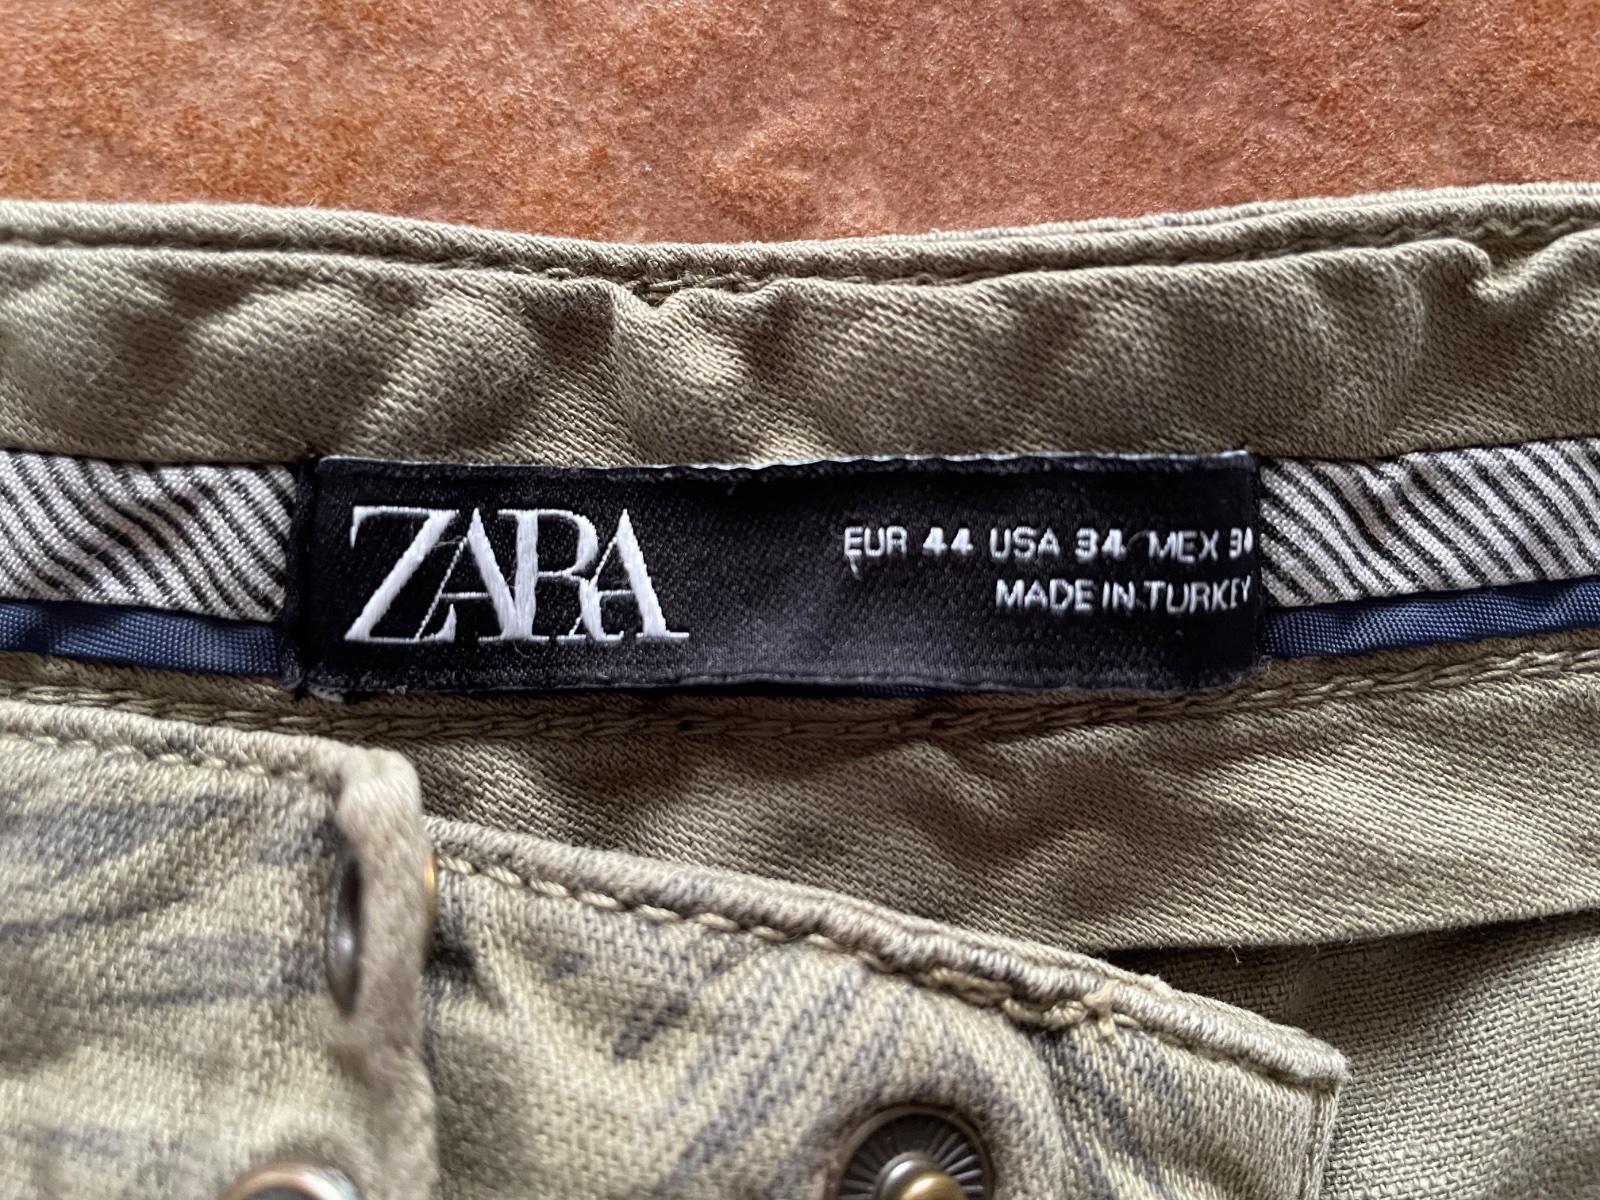 ZARA
EUR 44 USA 34 MEX 34
MADE IN TURKEY